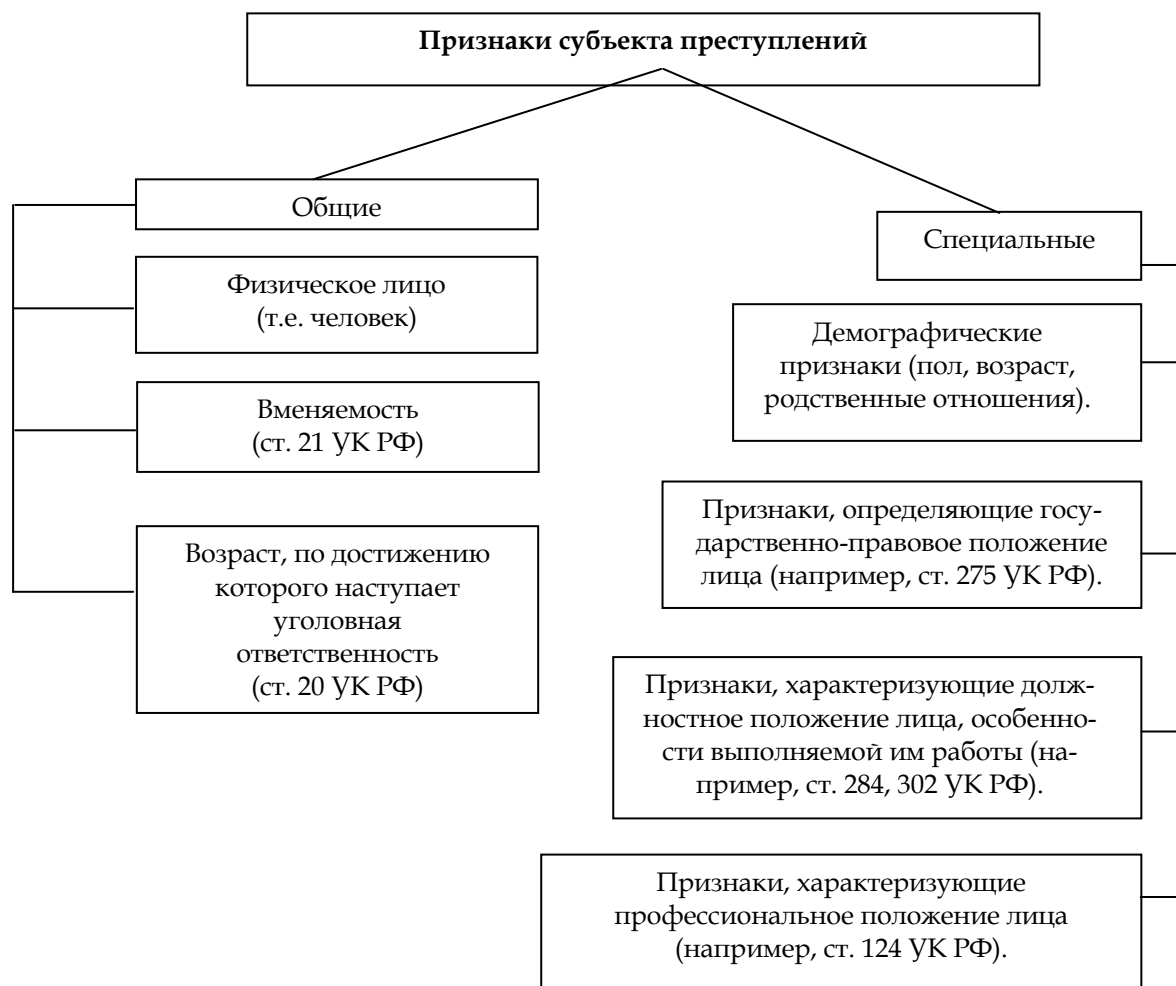 Признаки субъекта преступлений
Общие
Физическое лицо
(т.е. человек)
Вменяемость
(ст. 21 УК РФ)
Возраст, по достижению
которого наступает
уголовная
ответственность
(ст. 20 УК РФ)
Специальные
Демографические
признаки (пол, возраст,
родственные отношения).
Признаки, определяющие госу-
дарственно-правовое положение
лица (например, ст. 275 УК РФ).
Признаки, характеризующие долж-
ностное положение лица, особенно-
сти выполняемой им работы (на-
пример, ст. 284, 302 УК РФ).
Признаки, характеризующие
профессиональное положение лица
(например, ст. 124 УК РФ).